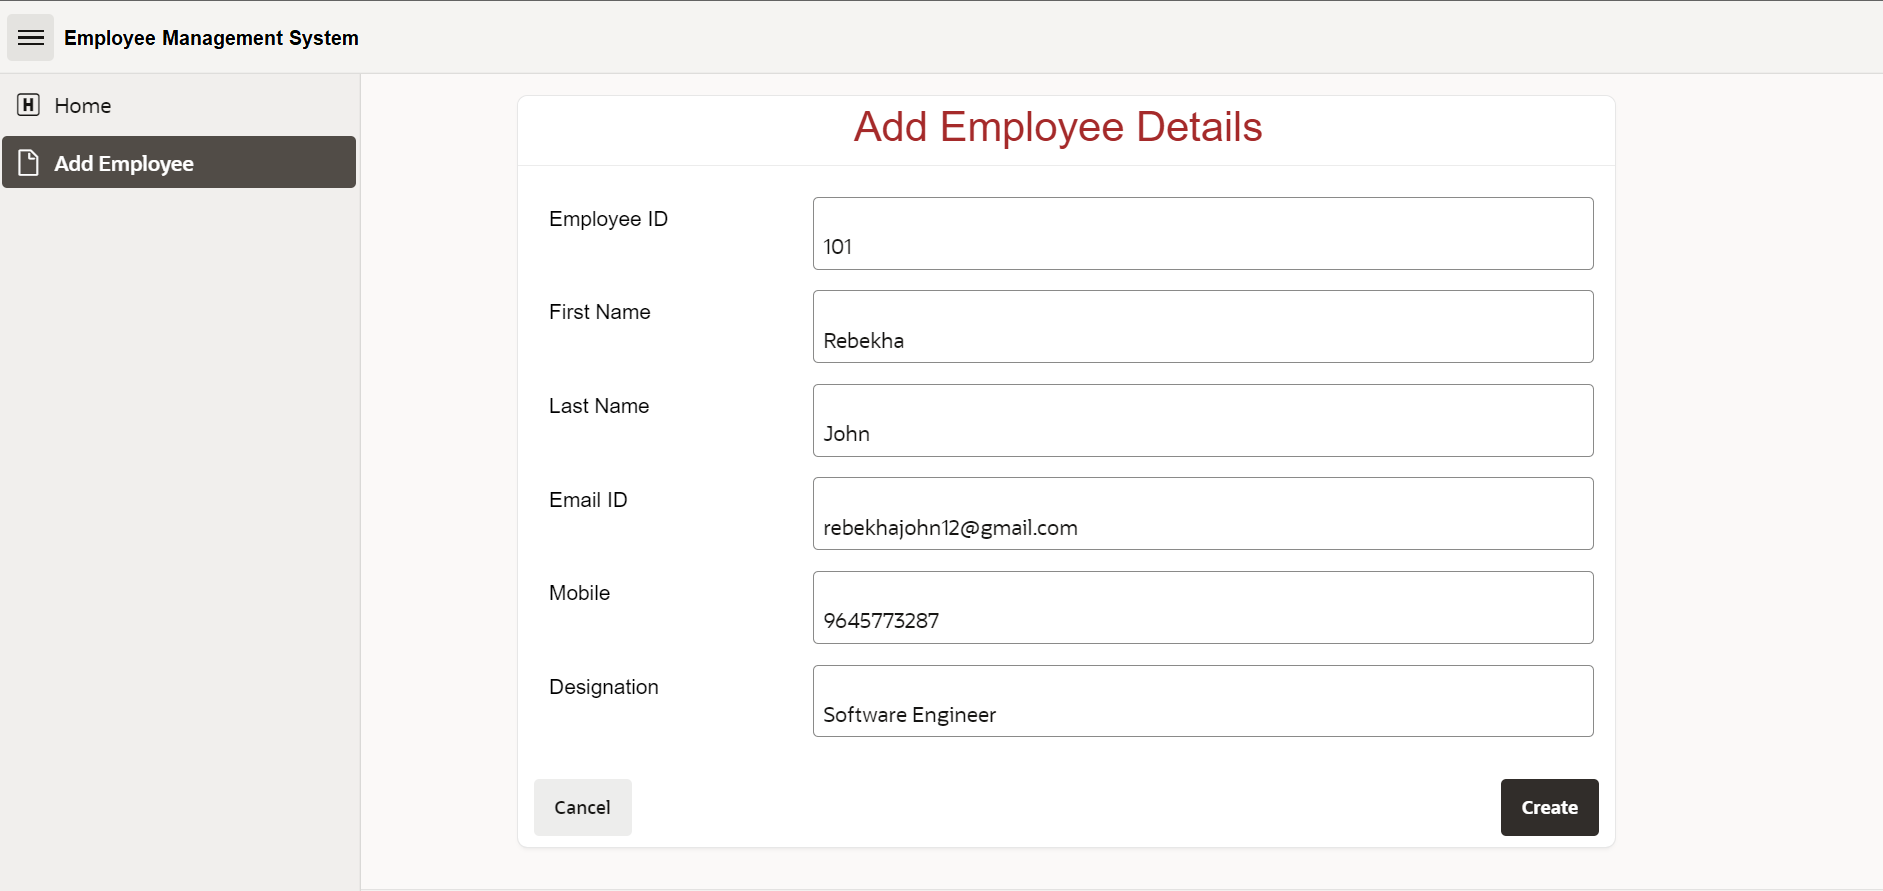 Employee Management System
H Home
Add Employee
Add Employee Details
Employee ID
101
First Name
Rebekha
Last Name
John
Email ID
rebekhajohn12@gmail.com
Mobile
9645773287
Designation
Software Engineer
Cancel
Create